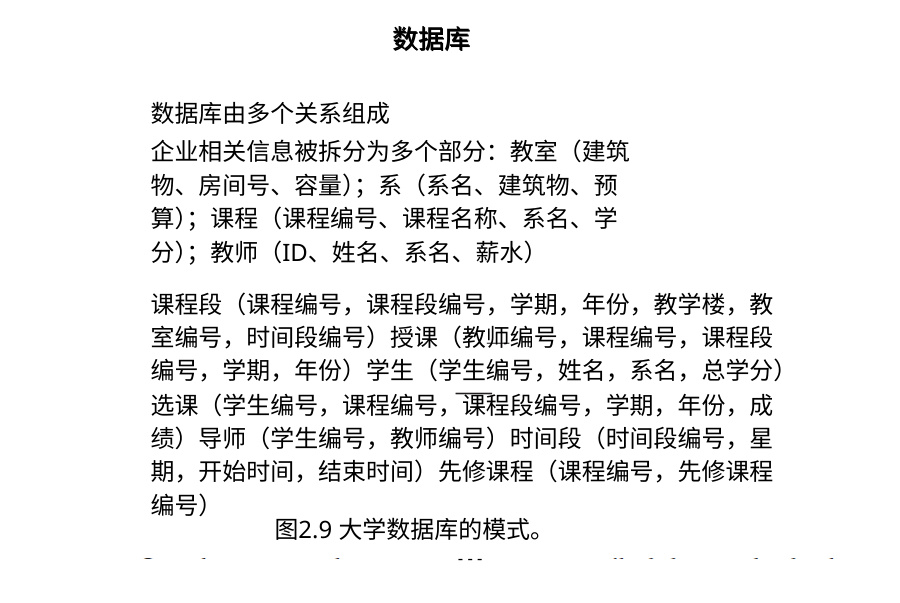 数据库
数据库由多个关系组成
企业相关信息被拆分为多个部分：教室（建筑
物、房间号、容量）；系（系名、建筑物、预
算）；课程（课程编号、课程名称、系名、学
分）；教师（ID、姓名、系名、薪水）
课程段（课程编号，课程段编号，学期，年份，教学楼，教
室编号，时间段编号）授课（教师编号，课程编号，课程段
编号，学期，年份）学生（学生编号，姓名，系名，总学分）
选课（学生编号，课程编号，课程段编号，学期，年份，成
绩）导师（学生编号，教师编号）时间段（时间段编号，星
期，开始时间，结束时间）先修课程（课程编号，先修课程
编号）
图2.9 大学数据库的模式。